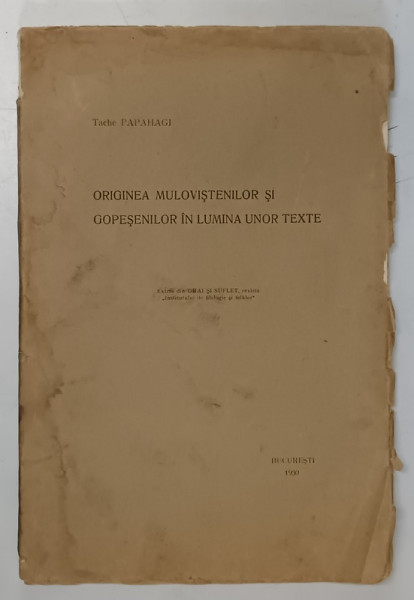 Tache PAPAHAGI
ORIGINEA MULOVIȘTENILOR ȘI
GOPEȘENILOR ÎN LUMINA UNOR TEXTE
Extras din GRAI ȘI SUFLET, revista
„Institutului de filologie și folklor“
BUCUREȘTI
1930